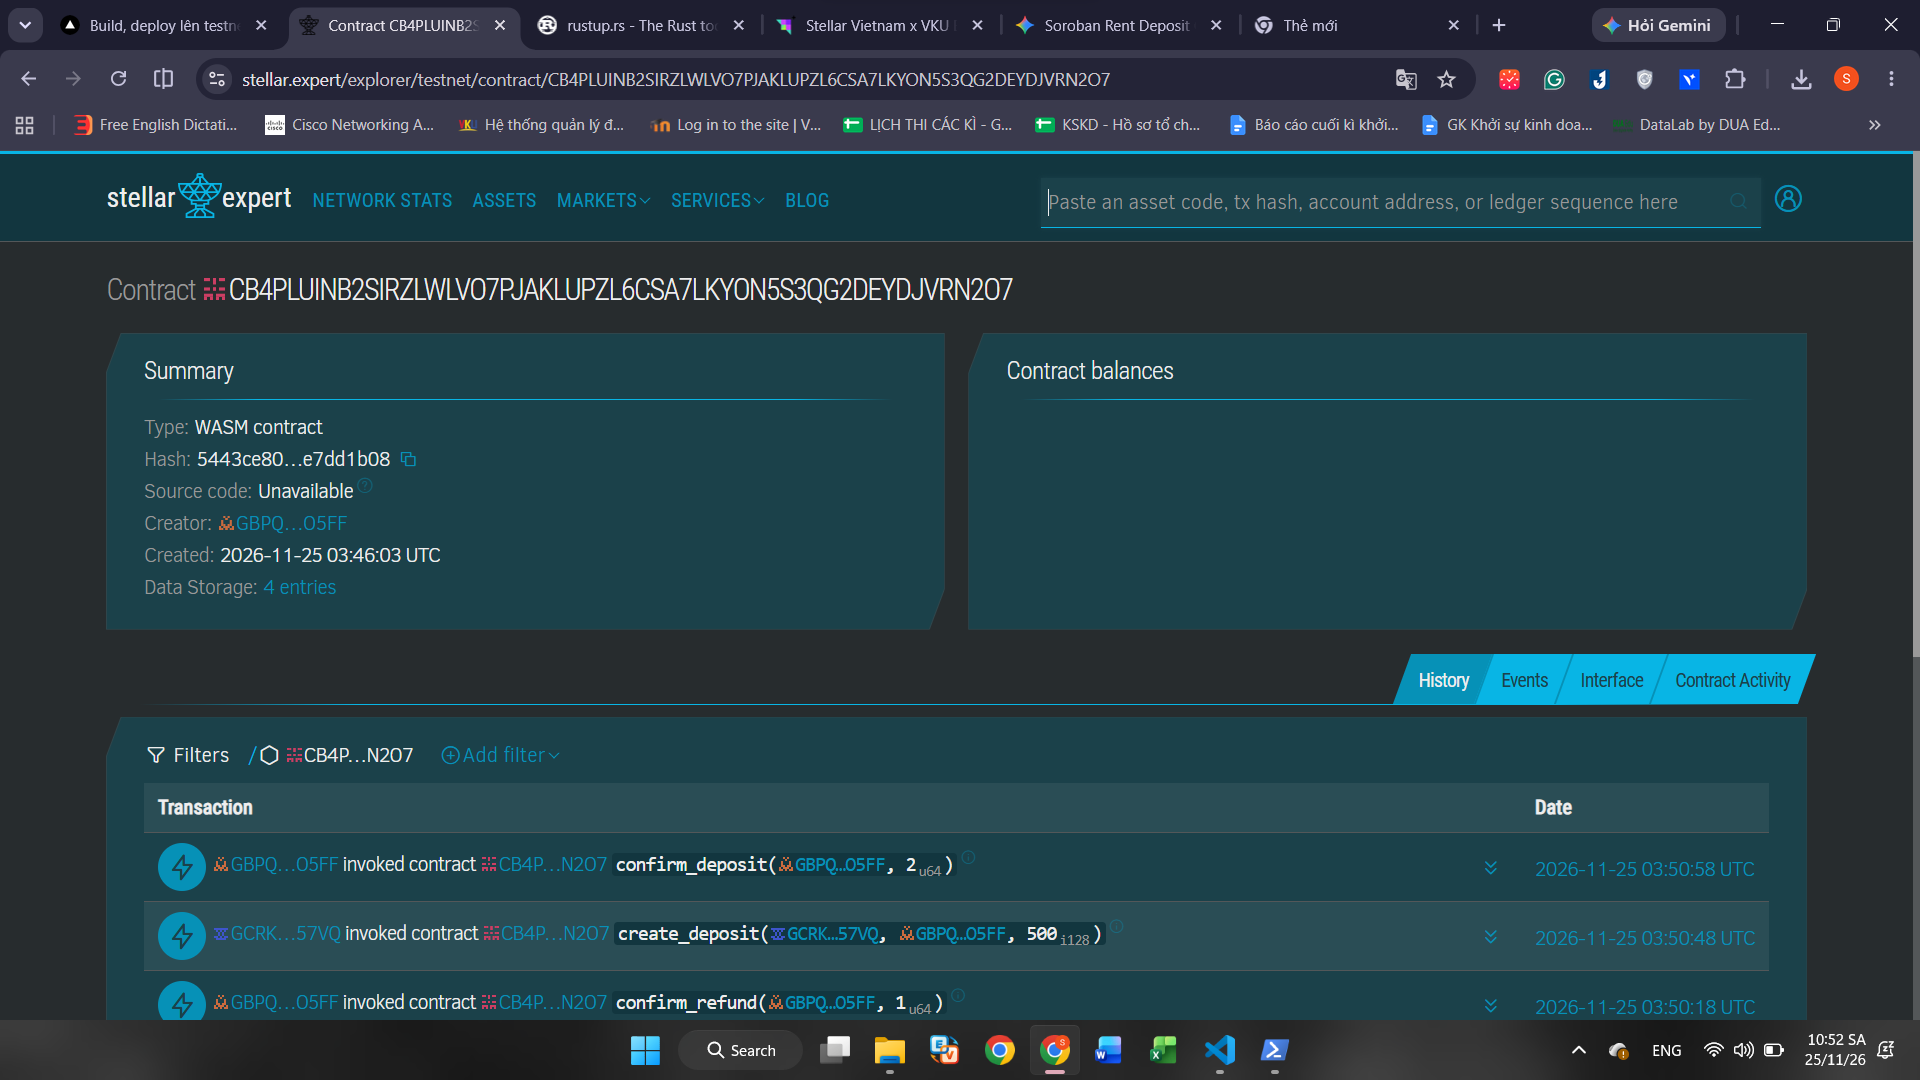 Build, deploy lên testn
Contract CB4PLUINB2S
rustup.rs - The Rust to
Stellar Vietnam x VKU
Soroban Rent Deposit
Thẻ mới
Hỏi Gemini
stellar.expert/explorer/testnet/contract/CB4PLUINB2SIRZLWLVO7PJAKLUPZL6CSA7LKYON5S3QG2DEYDJVRN2O7
S
Free English Dictati...
Cisco Networking A...
Hệ thống quản lý đ...
Log in to the site | V...
LỊCH THI CÁC KÌ - G...
KSKD - Hồ sơ tổ ch...
Báo cáo cuối kì khởi...
GK Khởi sự kinh doa...
DataLab by DUA Ed...
stellar expert
NETWORK STATS
ASSETS
MARKETS
SERVICES
BLOG
Paste an asset code, tx hash, account address, or ledger sequence here
Contract CB4PLUINB2SIRZLWLVO7PJAKLUPZL6CSA7LKYON5S3QG2DEYDJVRN2O7
Summary
Type: WASM contract
Hash: 5443ce80...e7dd1b08
Source code: Unavailable
Creator: GBPQ...O5FF
Created: 2026-11-25 03:46:03 UTC
Data Storage: 4 entries
Contract balances
History
Events
Interface
Contract Activity
Filters / CB4P...N2O7 Add filter
Transaction Date
GBPQ...O5FF invoked contract CB4P...N2O7 confirm_deposit(GBPQ...O5FF, 2u64) 2026-11-25 03:50:58 UTC
GCRK...57VQ invoked contract CB4P...N2O7 create_deposit(GCRK...57VQ, GBPQ...O5FF, 500i128) 2026-11-25 03:50:48 UTC
GBPQ...O5FF invoked contract CB4P...N2O7 confirm_refund(GBPQ...O5FF, 1u64) 2026-11-25 03:50:18 UTC
Search
ENG
10:52 SA
25/11/26